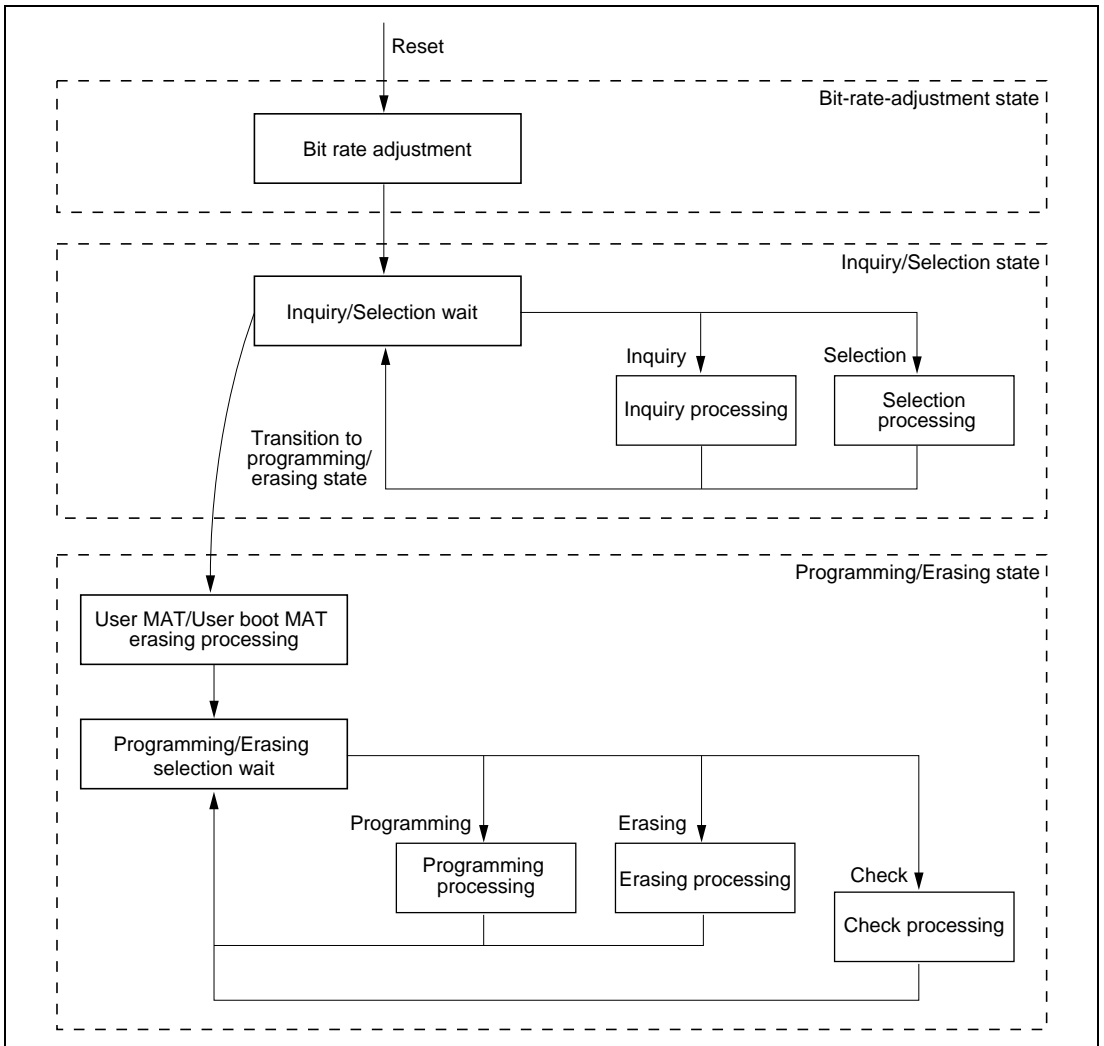 Reset
Bit-rate-adjustment state
Bit rate adjustment
Inquiry/Selection state
Inquiry/Selection wait
Inquiry
Selection
Inquiry processing
Selection
processing
Transition to
programming/
erasing state
Programming/Erasing state
User MAT/User boot MAT
erasing processing
Programming/Erasing
selection wait
Programming
Erasing
Check
Programming
processing
Erasing processing
Check processing